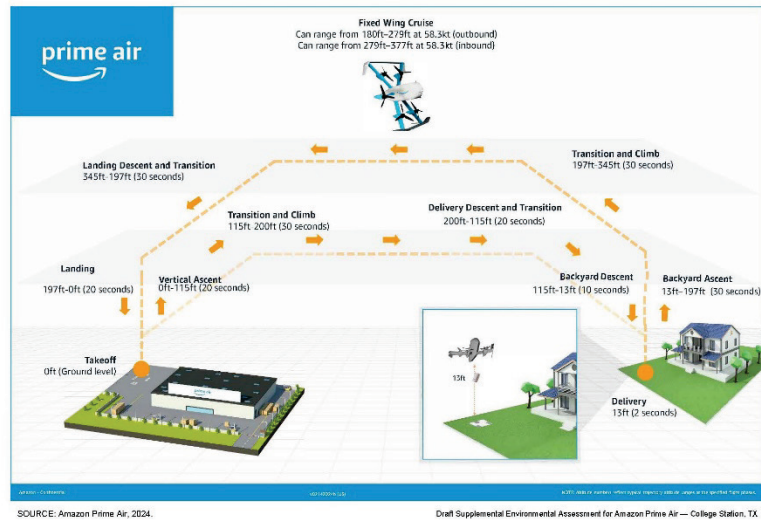 prime air
Fixed Wing Cruise
Can range from 180ft–279ft at 58.3kt (outbound)
Can range from 279ft–377ft at 58.3kt (inbound)
Landing Descent and Transition
345ft-197ft (30 seconds)
Transition and Climb
197ft-345ft (30 seconds)
Transition and Climb
115ft-200ft (30 seconds)
Delivery Descent and Transition
200ft-115ft (20 seconds)
Landing
197ft-0ft (20 seconds)
Vertical Ascent
0ft-115ft (20 seconds)
Backyard Descent
115ft-13ft (10 seconds)
Backyard Ascent
13ft–197ft (30 seconds)
Takeoff
0ft (Ground level)
prime air
13ft
Delivery
13ft (2 seconds)
SOURCE: Amazon Prime Air, 2024.
Draft Supplemental Environmental Assessment for Amazon Prime Air — College Station, TX